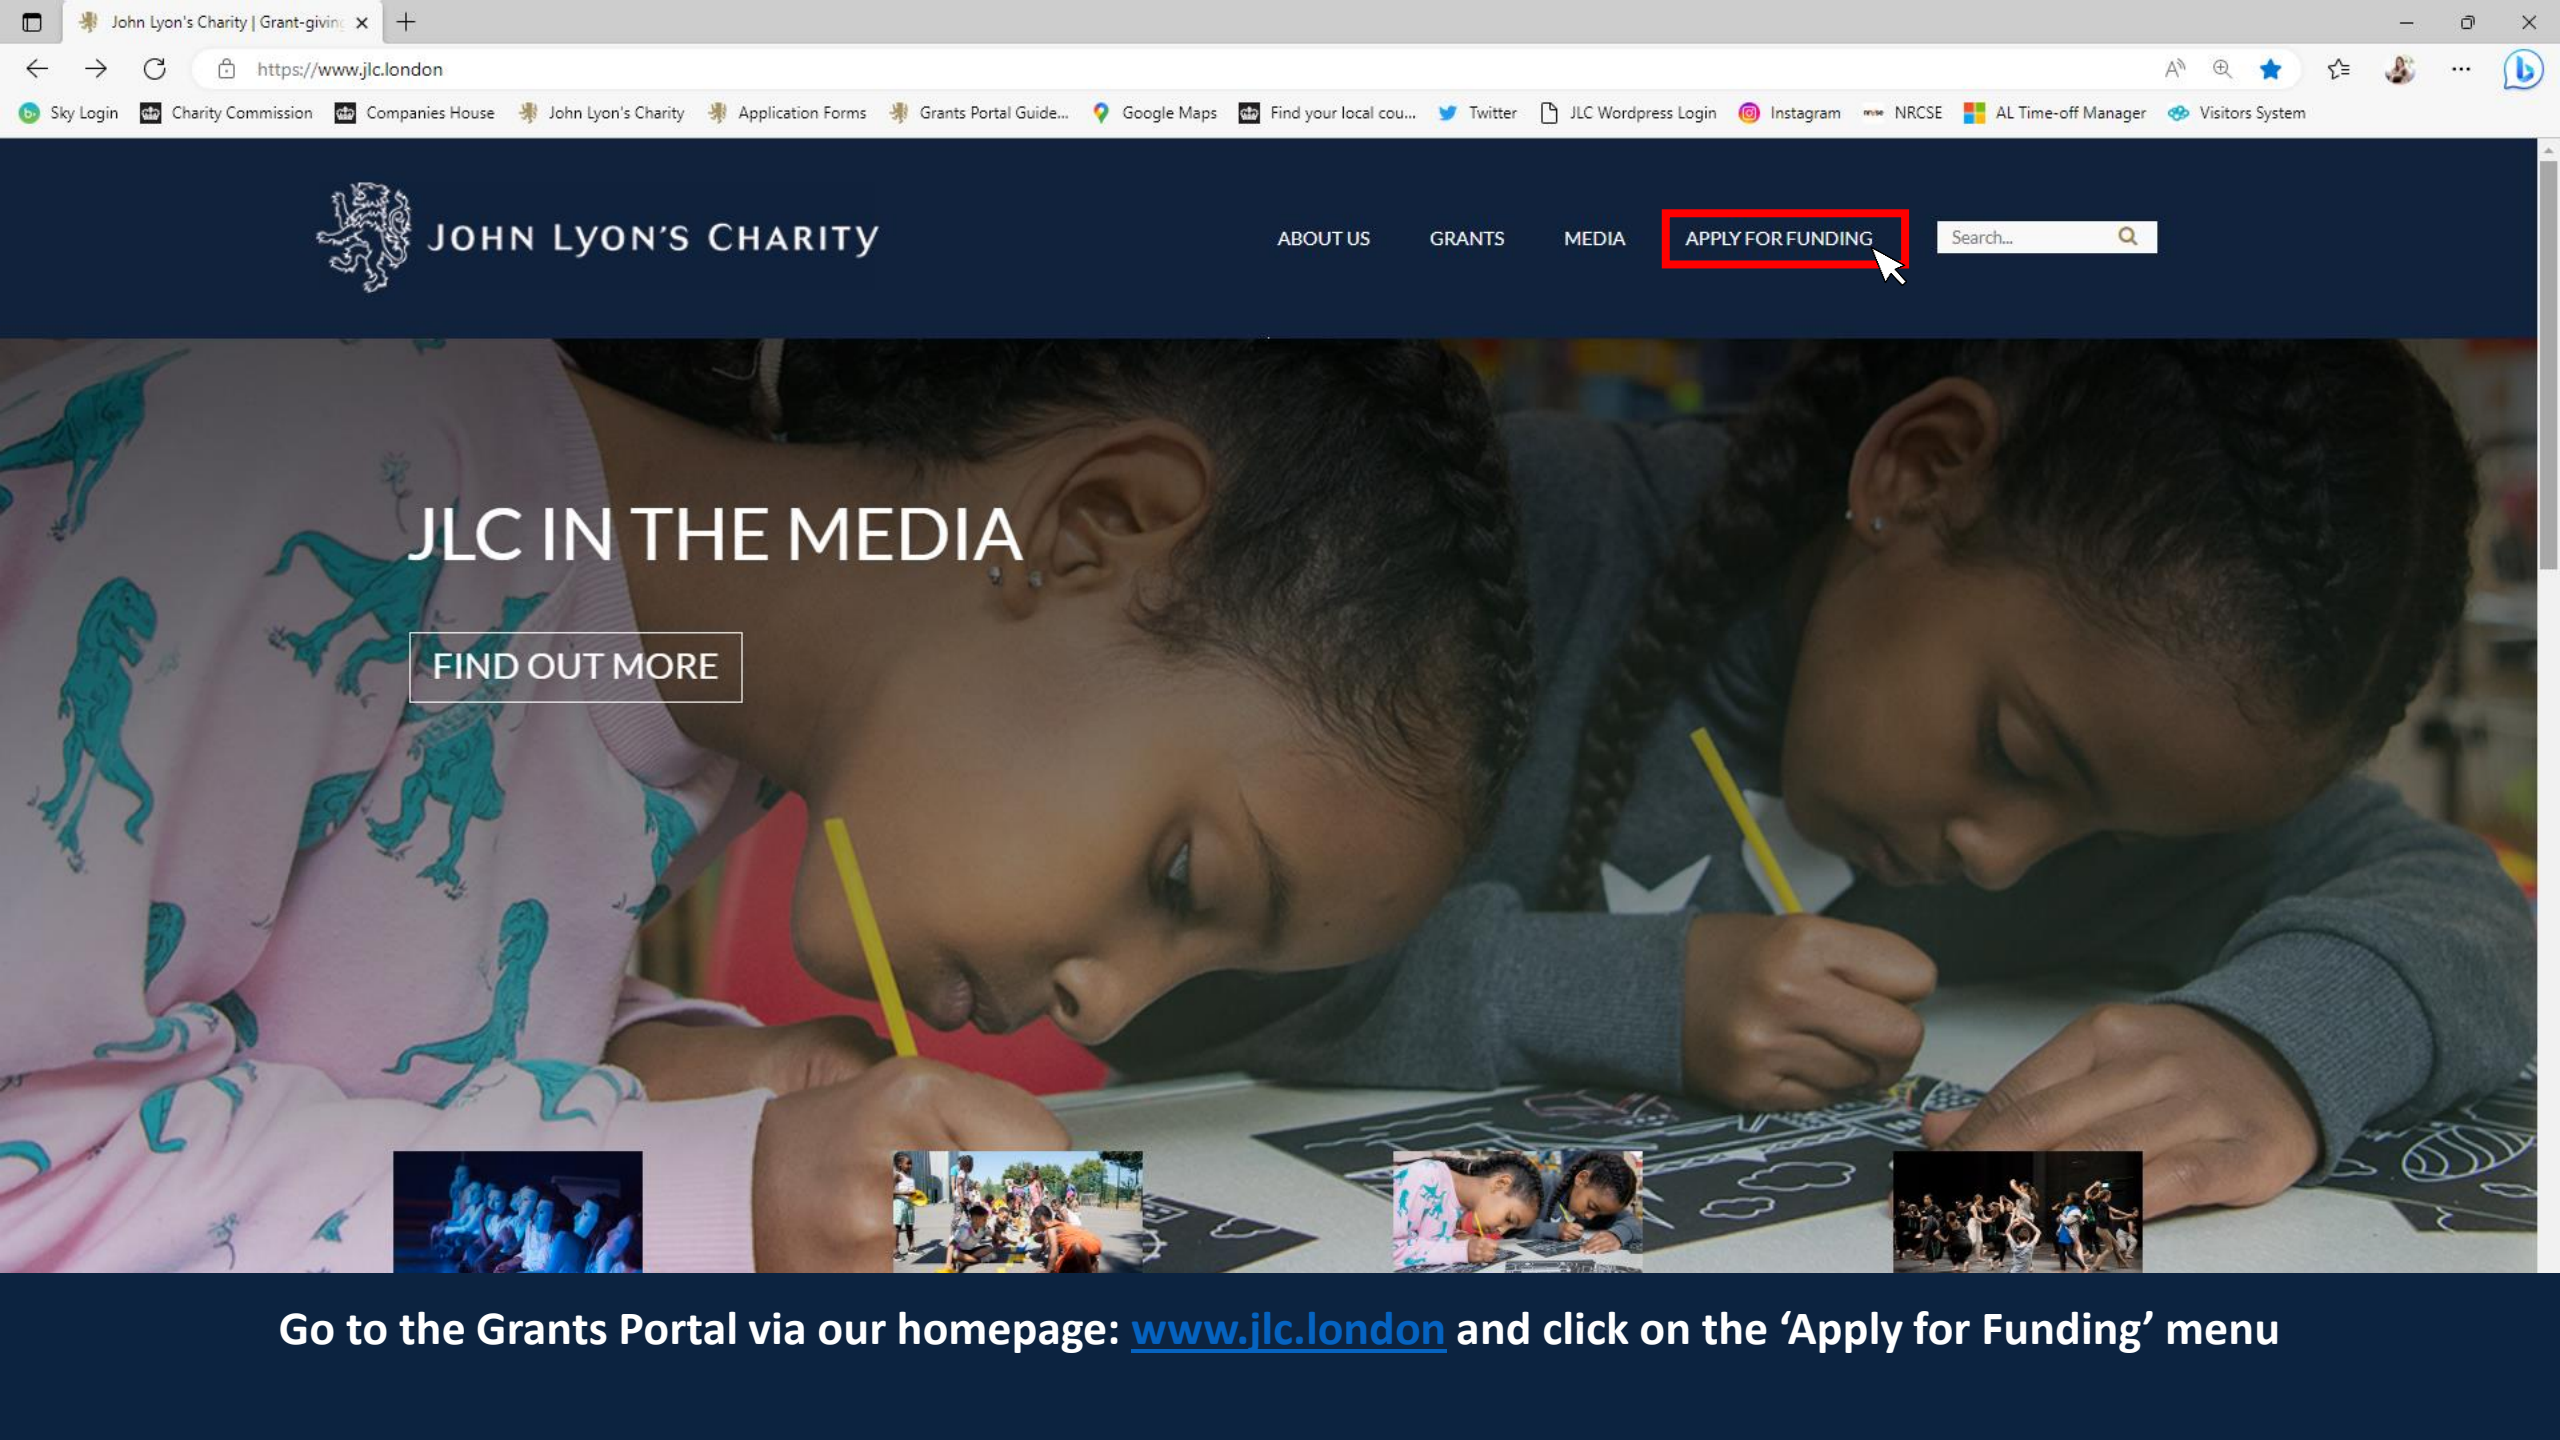 John Lyon's Charity | Grant-giving
https://www.jlc.london
Sky Login Charity Commission Companies House John Lyon's Charity Application Forms Grants Portal Guide... Google Maps Find your local cou... Twitter JLC Wordpress Login Instagram NRCSE AL Time-off Manager Visitors System
JOHN LYON'S CHARITY
ABOUT US GRANTS MEDIA APPLY FOR FUNDING Search...
JLC IN THE MEDIA
FIND OUT MORE
Go to the Grants Portal via our homepage: www.jlc.london and click on the ‘Apply for Funding’ menu